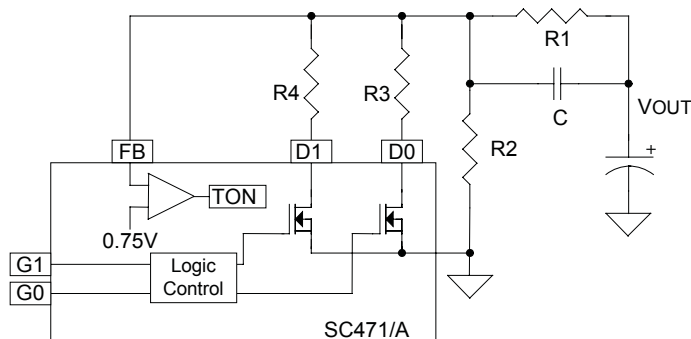 R1
R4
R3
C
VOUT
R2
+
FB
D1
D0
TON
0.75V
G1
G0
Logic
Control
SC471/A